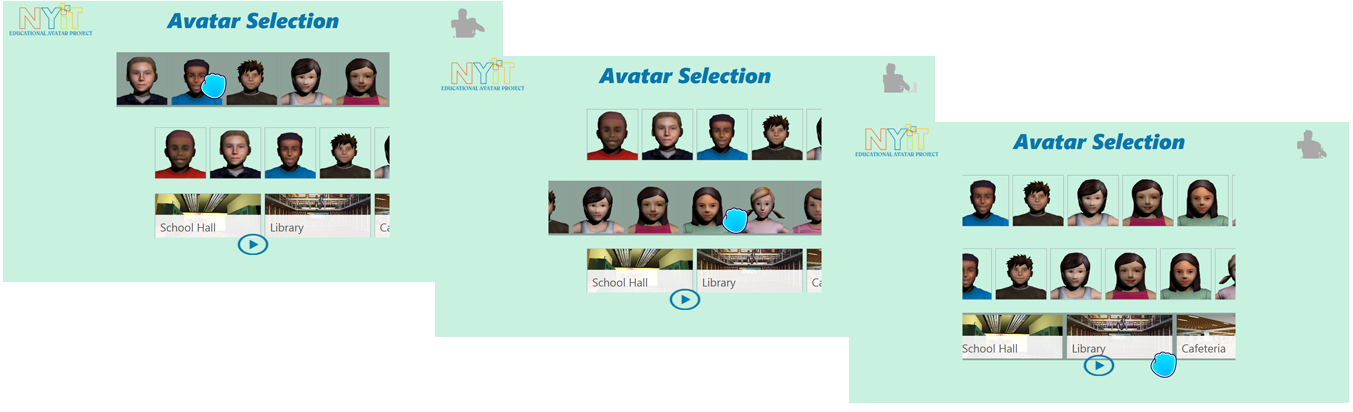 NYiT
EDUCATIONAL AVATAR PROJECT
Avatar Selection
School Hall
Library
Ca
NYiT
EDUCATIONAL AVATAR PROJECT
Avatar Selection
School Hall
Library
Ca
NYiT
EDUCATIONAL AVATAR PROJECT
Avatar Selection
School Hall
Library
Cafeteria